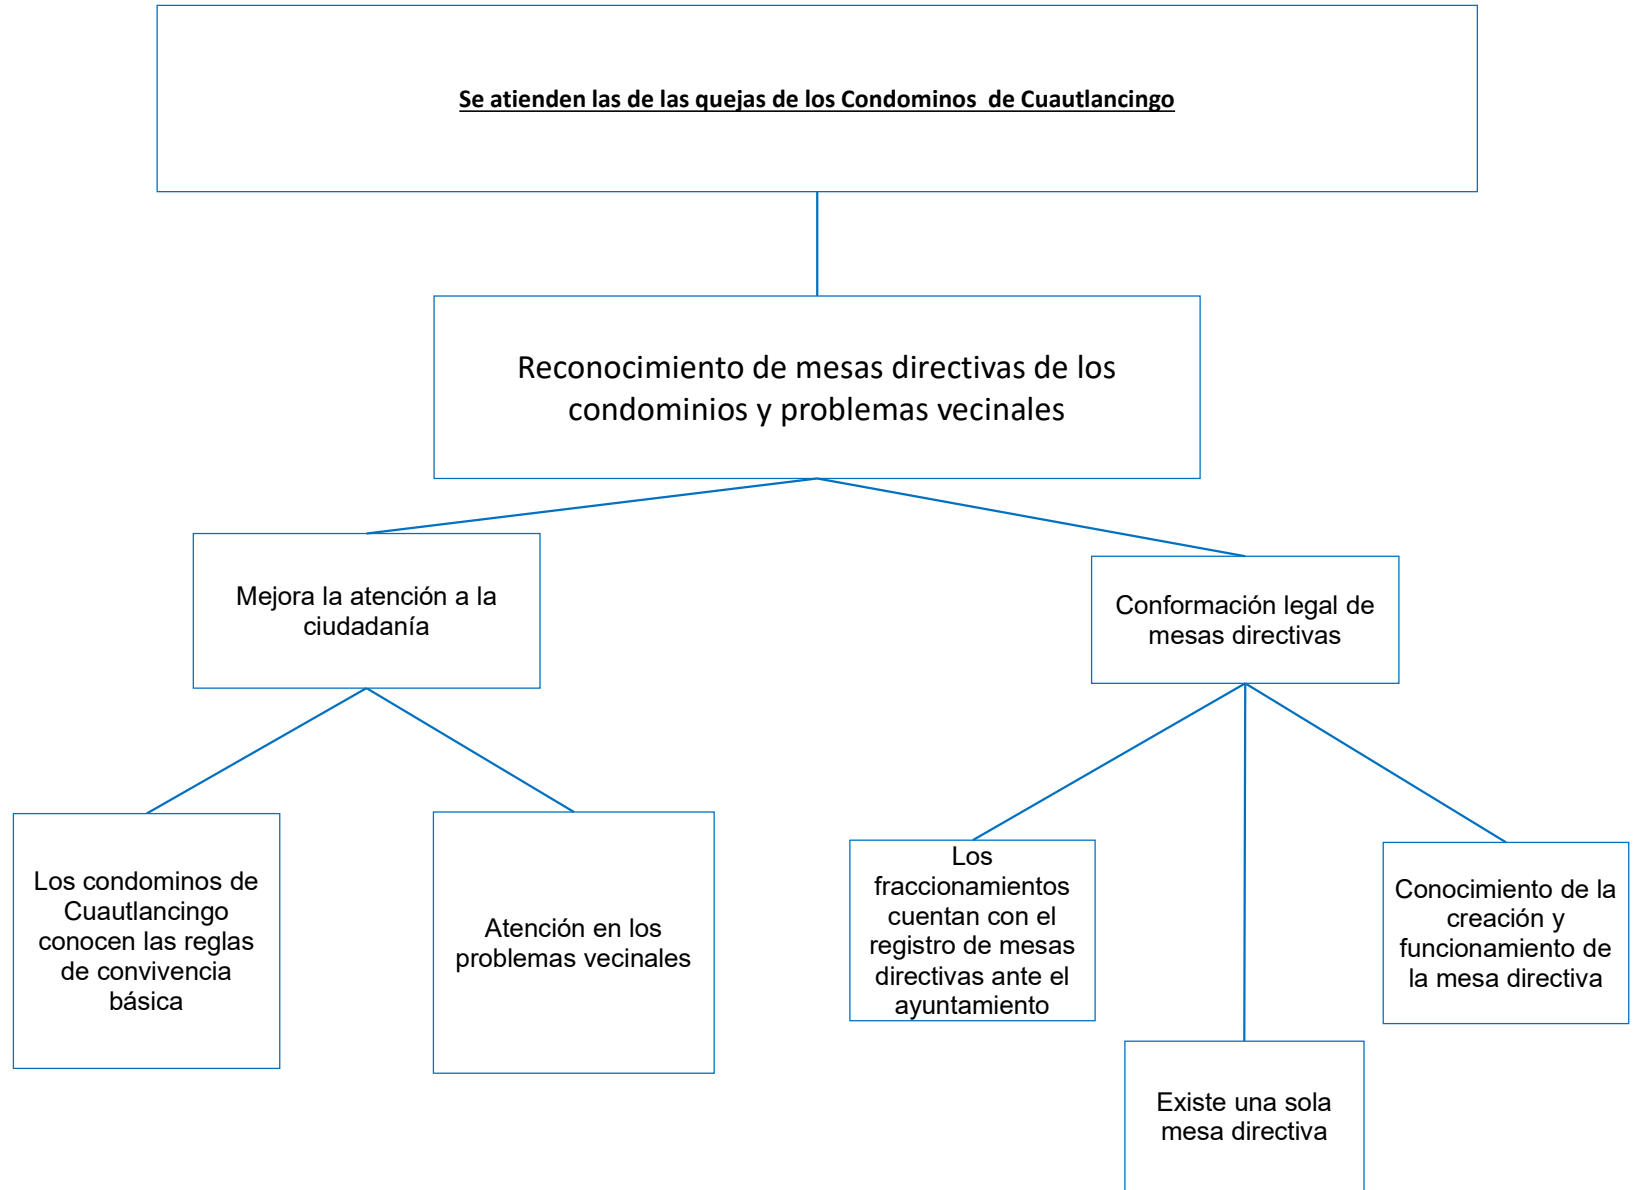 Se atienden las de las quejas de los Condominos  de Cuautlancingo
Reconocimiento de mesas directivas de los
condominios y problemas vecinales
Mejora la atención a la
ciudadanía
Conformación legal de
mesas directivas
Los condominos de
Cuautlancingo
conocen las reglas
de convivencia
básica
Atención en los
problemas vecinales
Los
fraccionamientos
cuentan con el
registro de mesas
directivas ante el
ayuntamiento
Conocimiento de la
creación y
funcionamiento de
la mesa directiva
Existe una sola
mesa directiva